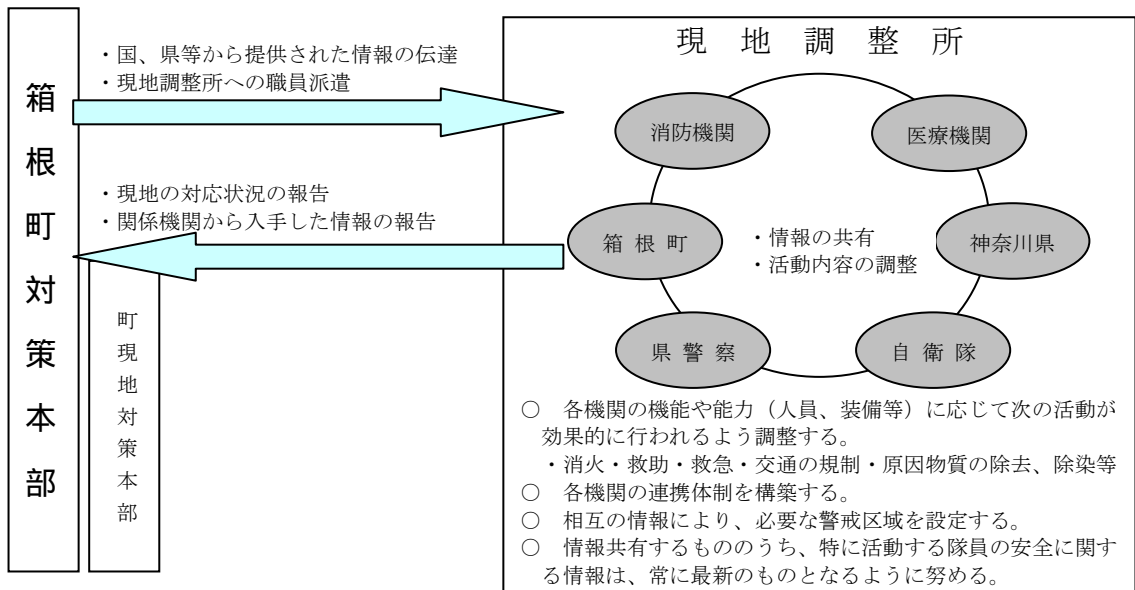 箱根町対策本部
町現地対策本部
・国、県等から提供された情報の伝達
・現地調整所への職員派遣
・現地の対応状況の報告
・関係機関から入手した情報の報告
現地調整所
消防機関
医療機関
箱根町
・情報の共有
・活動内容の調整
神奈川県
県警察
自衛隊
○　各機関の機能や能力（人員、装備等）に応じて次の活動が
効果的に行われるよう調整する。
・消火・救助・救急・交通の規制・原因物質の除去、除染等
○　各機関の連携体制を構築する。
○　相互の情報により、必要な警戒区域を設定する。
○　情報共有するもののうち、特に活動する隊員の安全に関す
る情報は、常に最新のものとなるように努める。